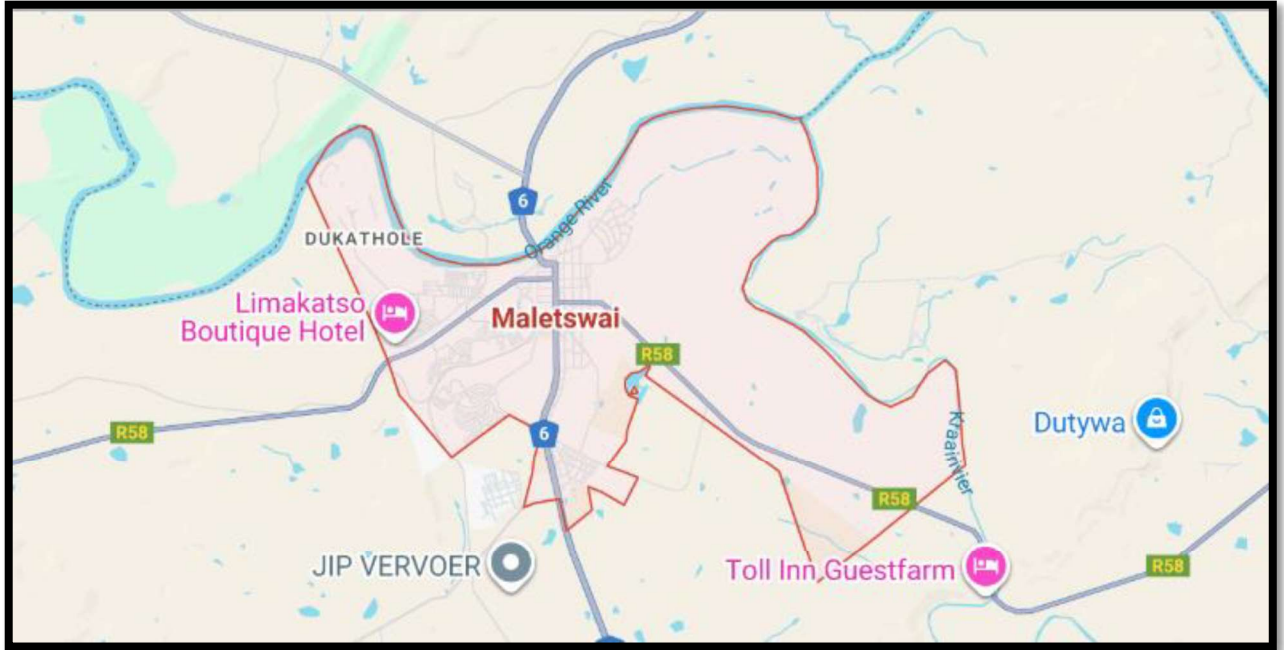 6
Orange River
DUKATHOLE
Limakatso
Boutique Hotel
Maletswai
R58
R58
6
Kraairivier
Dutywa
R58
JIP VERVOER
Toll Inn Guestfarm
R58